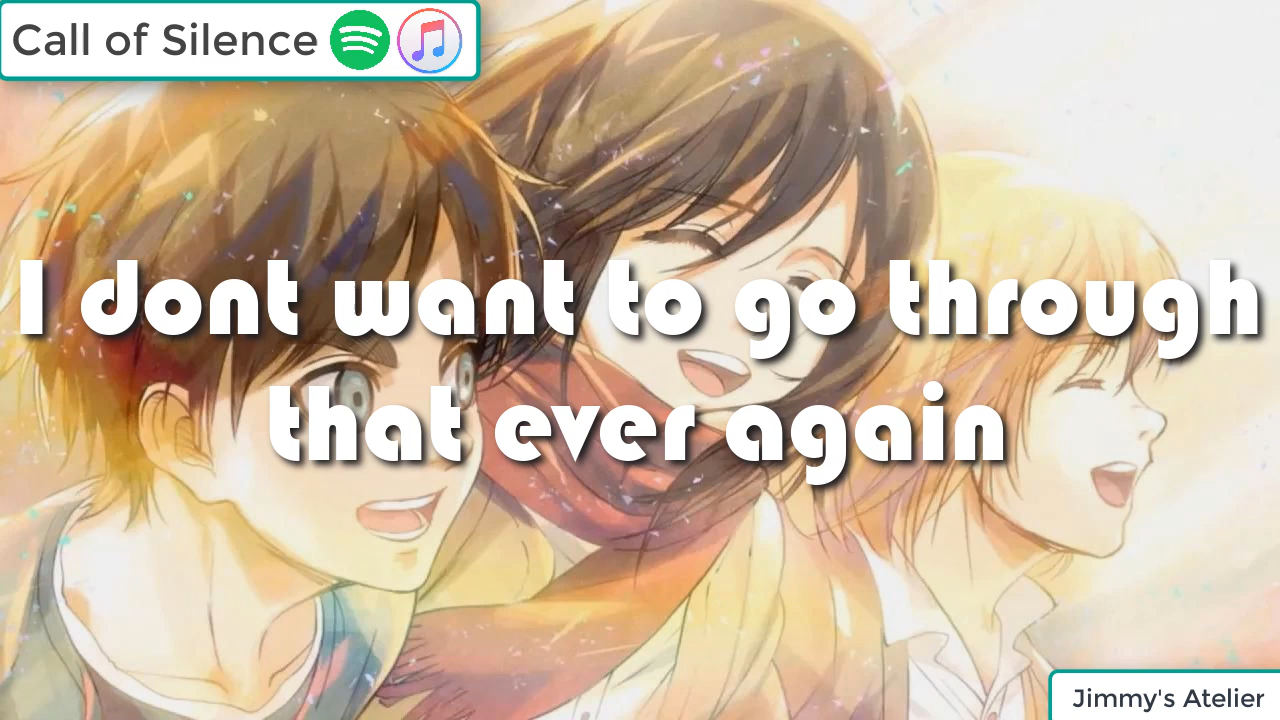 Call of Silence
I dont want to go through
that ever again
Jimmy's Atelier